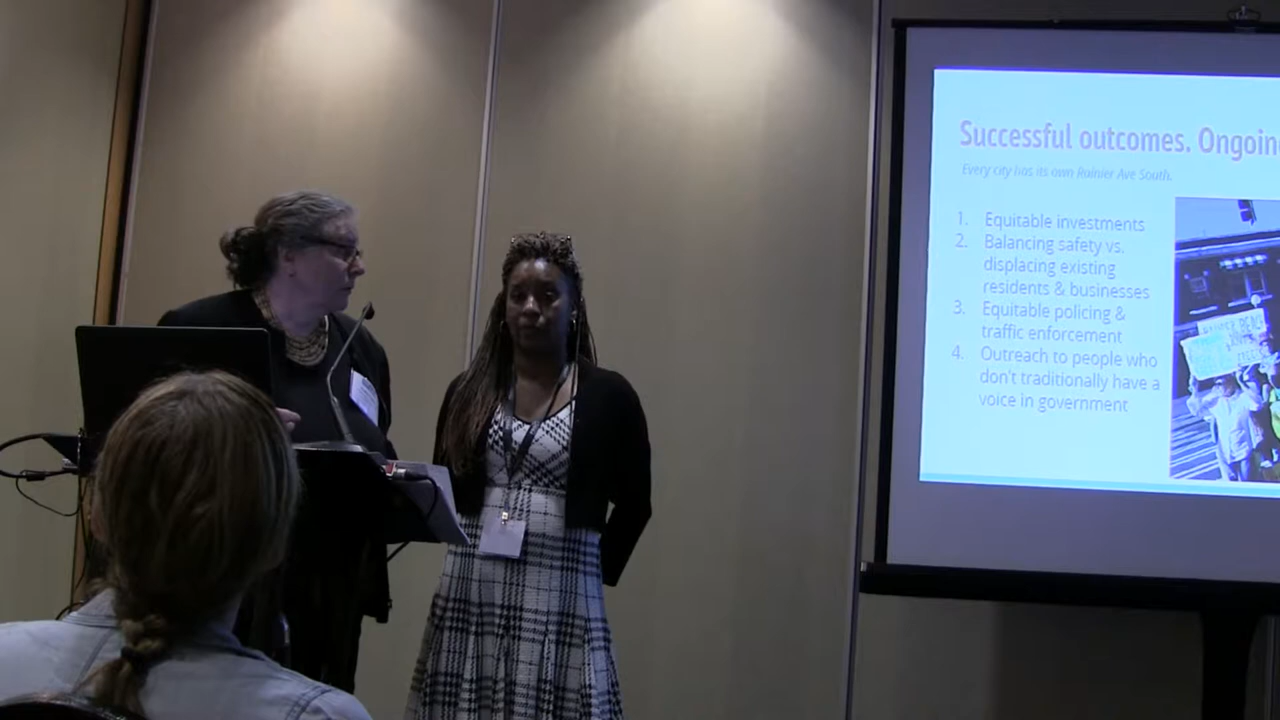 Successful outcomes. Ongoin
Every city has its own Rainier Ave South.
1. Equitable investments
2. Balancing safety vs.
displacing existing
residents & businesses
3. Equitable policing &
traffic enforcement
4. Outreach to people who
don't traditionally have a
voice in government